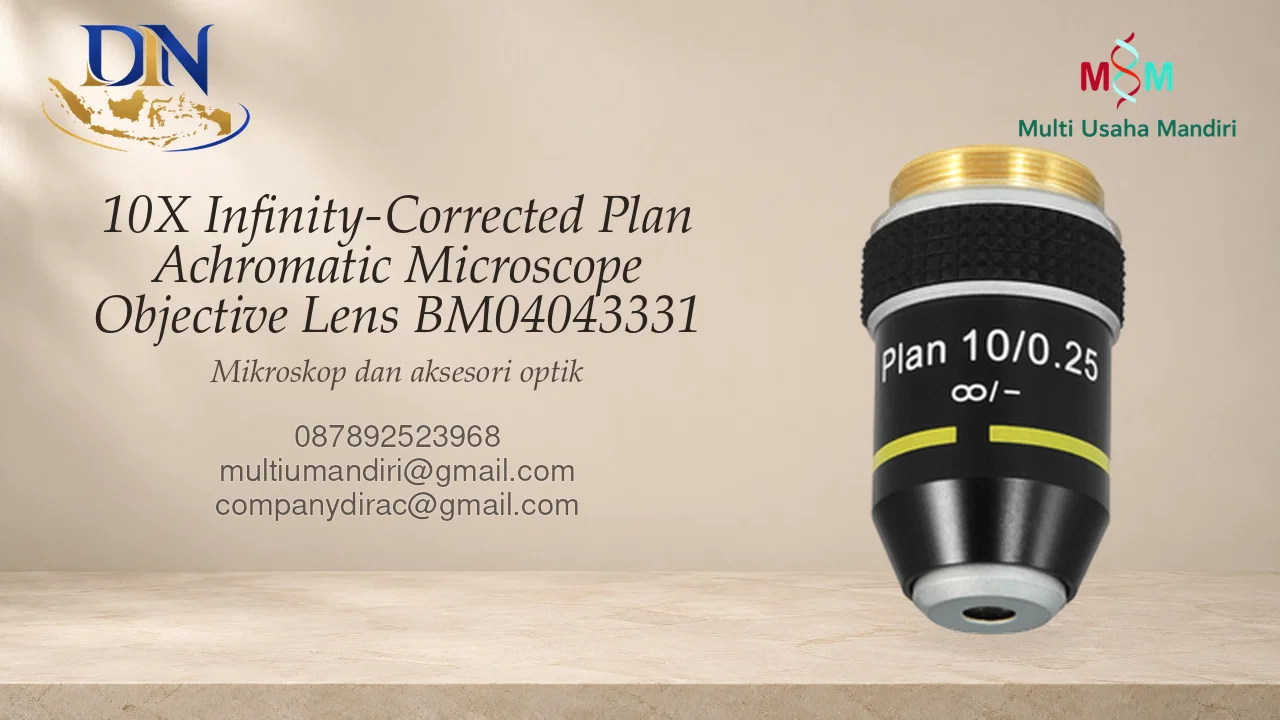 DN
M M
Multi Usaha Mandiri
10X Infinity-Corrected Plan
Achromatic Microscope
Objective Lens BM04043331
Mikroskop dan aksesori optik
087892523968
multiumandiri@gmail.com
companydirac@gmail.com
Plan 10/0.25
∞/-